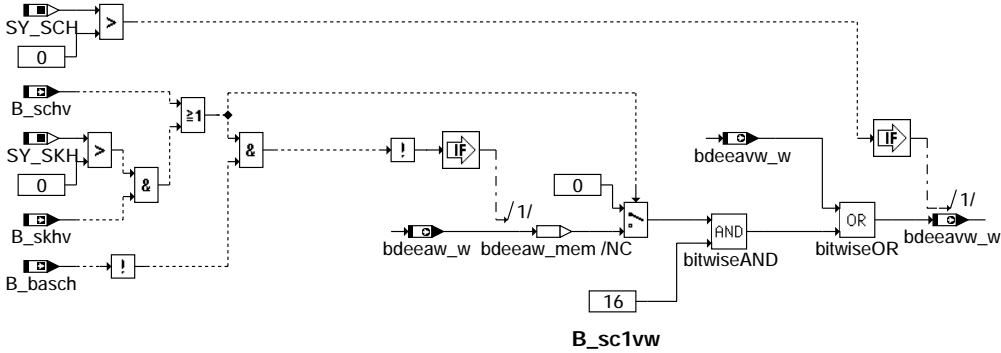 SY_SCH
>
0
B_schv
≥1
SY_SKH
>
0
&
&
B_skhv
B_basch
!
!
IF
/1/
bdeeaw_w
bdeeaw_mem /NC
0
AND
bitwiseAND
16
B_sc1vw
bdeeavw_w
OR
bitwiseOR
IF
/1/
bdeeavw_w